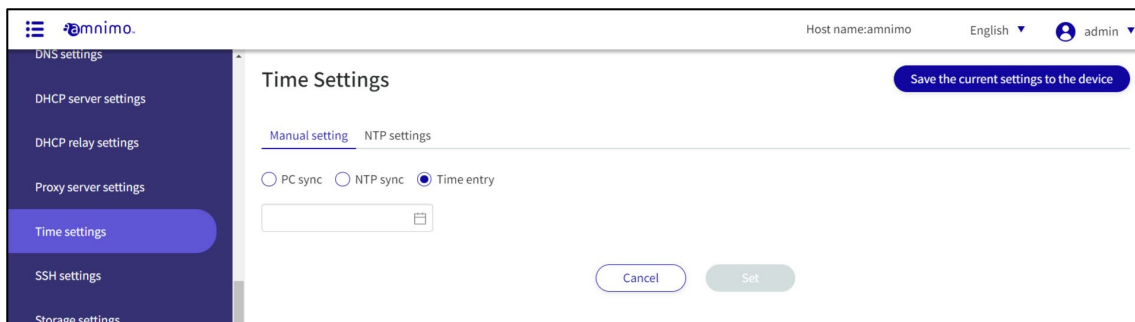 amnimo
Host name:amnimo
English
admin
DNS settings
DHCP server settings
DHCP relay settings
Proxy server settings
Time settings
SSH settings
Storage settings
Time Settings
Save the current settings to the device
Manual setting NTP settings
PC sync NTP sync Time entry
Cancel Set